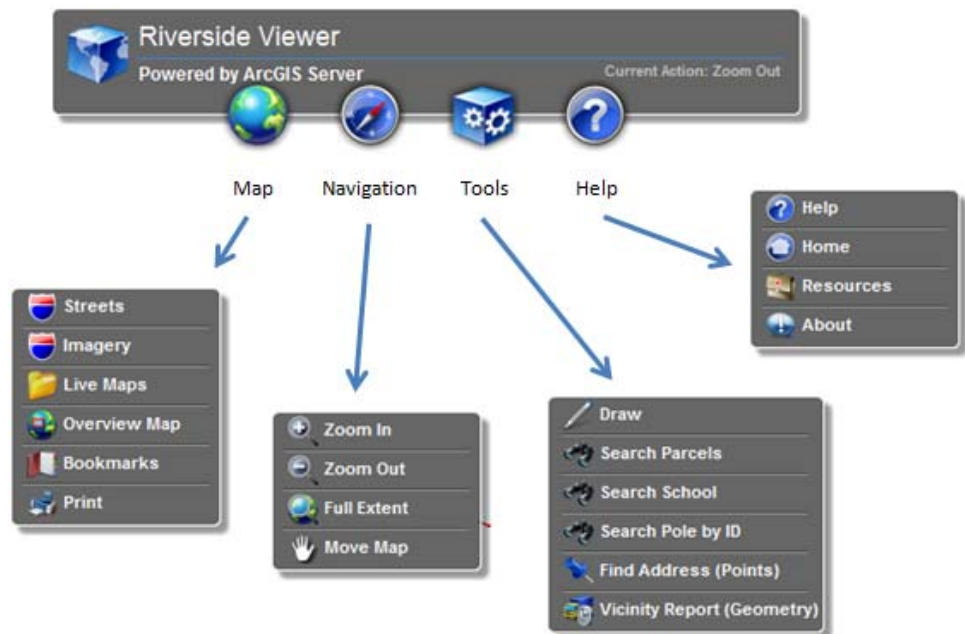 Riverside Viewer
Powered by ArcGIS Server
Current Action: Zoom Out
Map
Navigation
Tools
Help
Streets
Imagery
Live Maps
Overview Map
Bookmarks
Print
Zoom In
Zoom Out
Full Extent
Move Map
Draw
Search Parcels
Search School
Search Pole by ID
Find Address (Points)
Vicinity Report (Geometry)
Help
Home
Resources
About